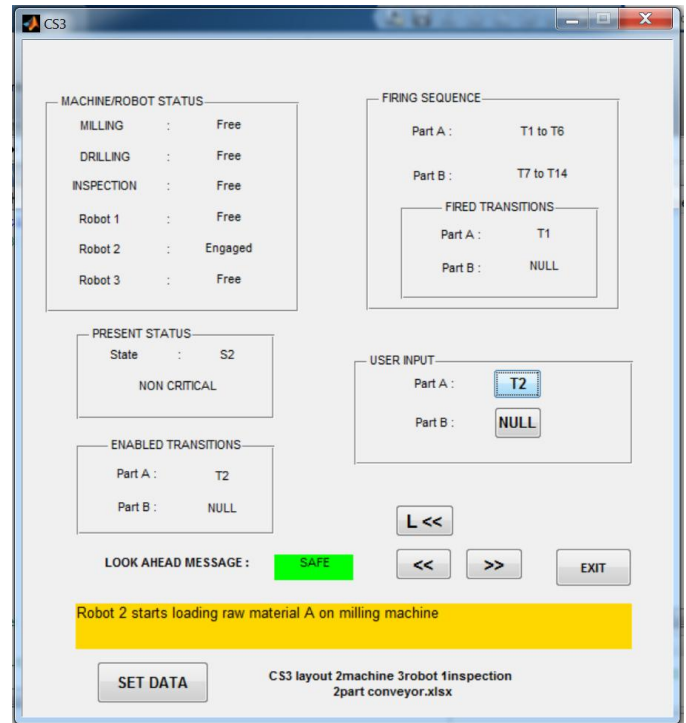 CS3
MACHINE/ROBOT STATUS
MILLING : Free
DRILLING : Free
INSPECTION : Free
Robot 1 : Free
Robot 2 : Engaged
Robot 3 : Free
FIRING SEQUENCE
Part A : T1 to T6
Part B : T7 to T14
FIRED TRANSITIONS
Part A : T1
Part B : NULL
PRESENT STATUS
State : S2
NON CRITICAL
USER INPUT
Part A : T2
Part B : NULL
ENABLED TRANSITIONS
Part A : T2
Part B : NULL
L <<
LOOK AHEAD MESSAGE : SAFE
<< >> EXIT
Robot 2 starts loading raw material A on milling machine
SET DATA
CS3 layout 2machine 3robot 1inspection
2part conveyor.xlsx